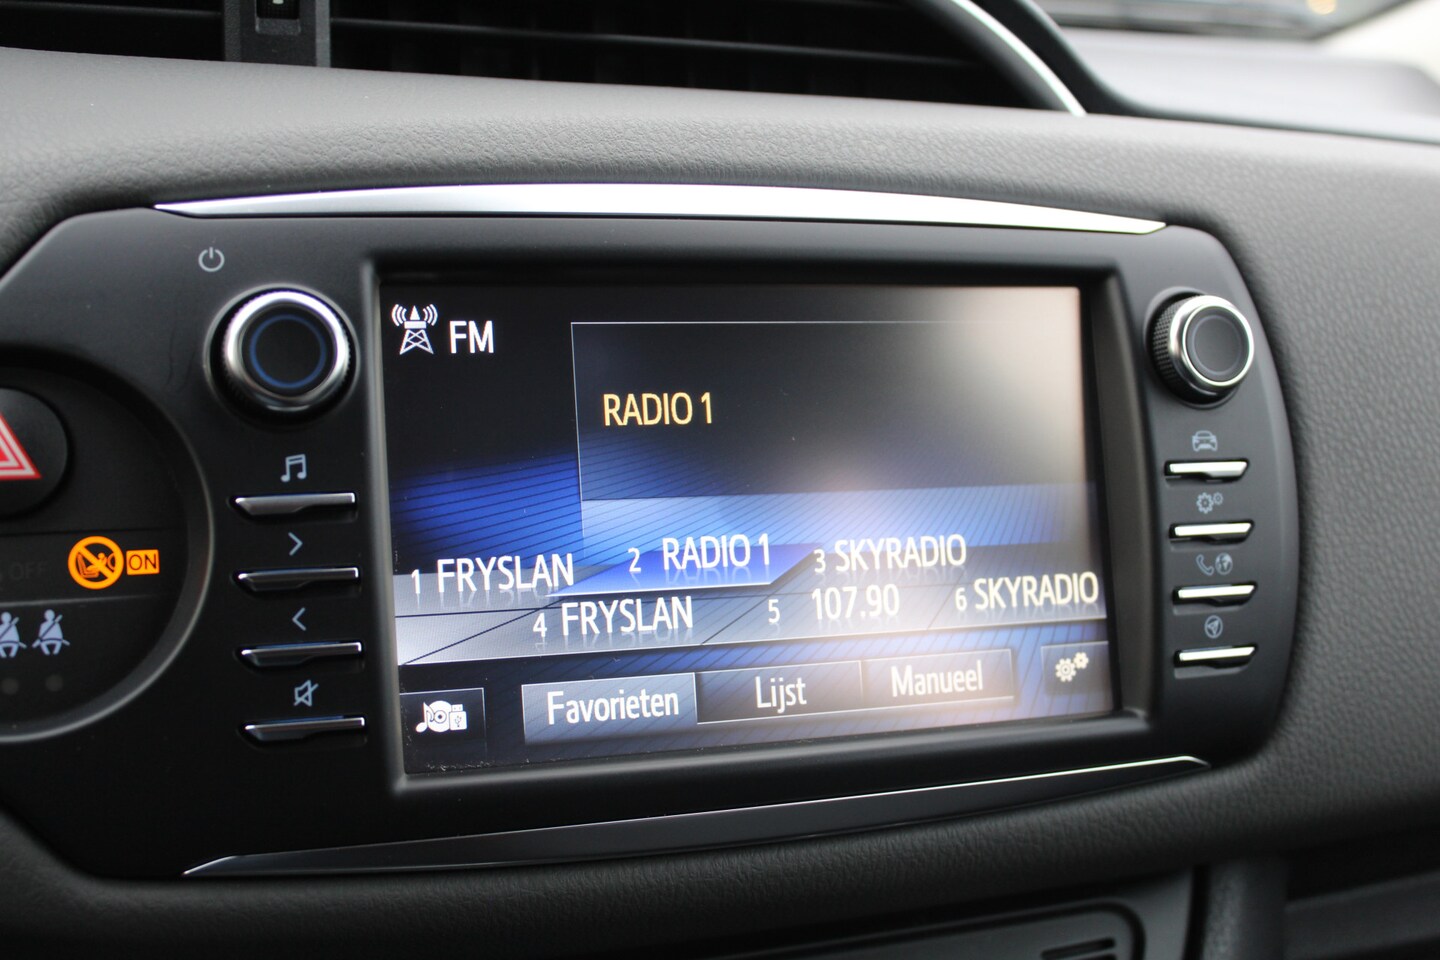 FM
RADIO 1
1 FRYSLAN
2 RADIO 1
3 SKYRADIO
4 FRYSLAN
5 107.90
6 SKYRADIO
Favorieten
Lijst
Manueel
OFF
ON